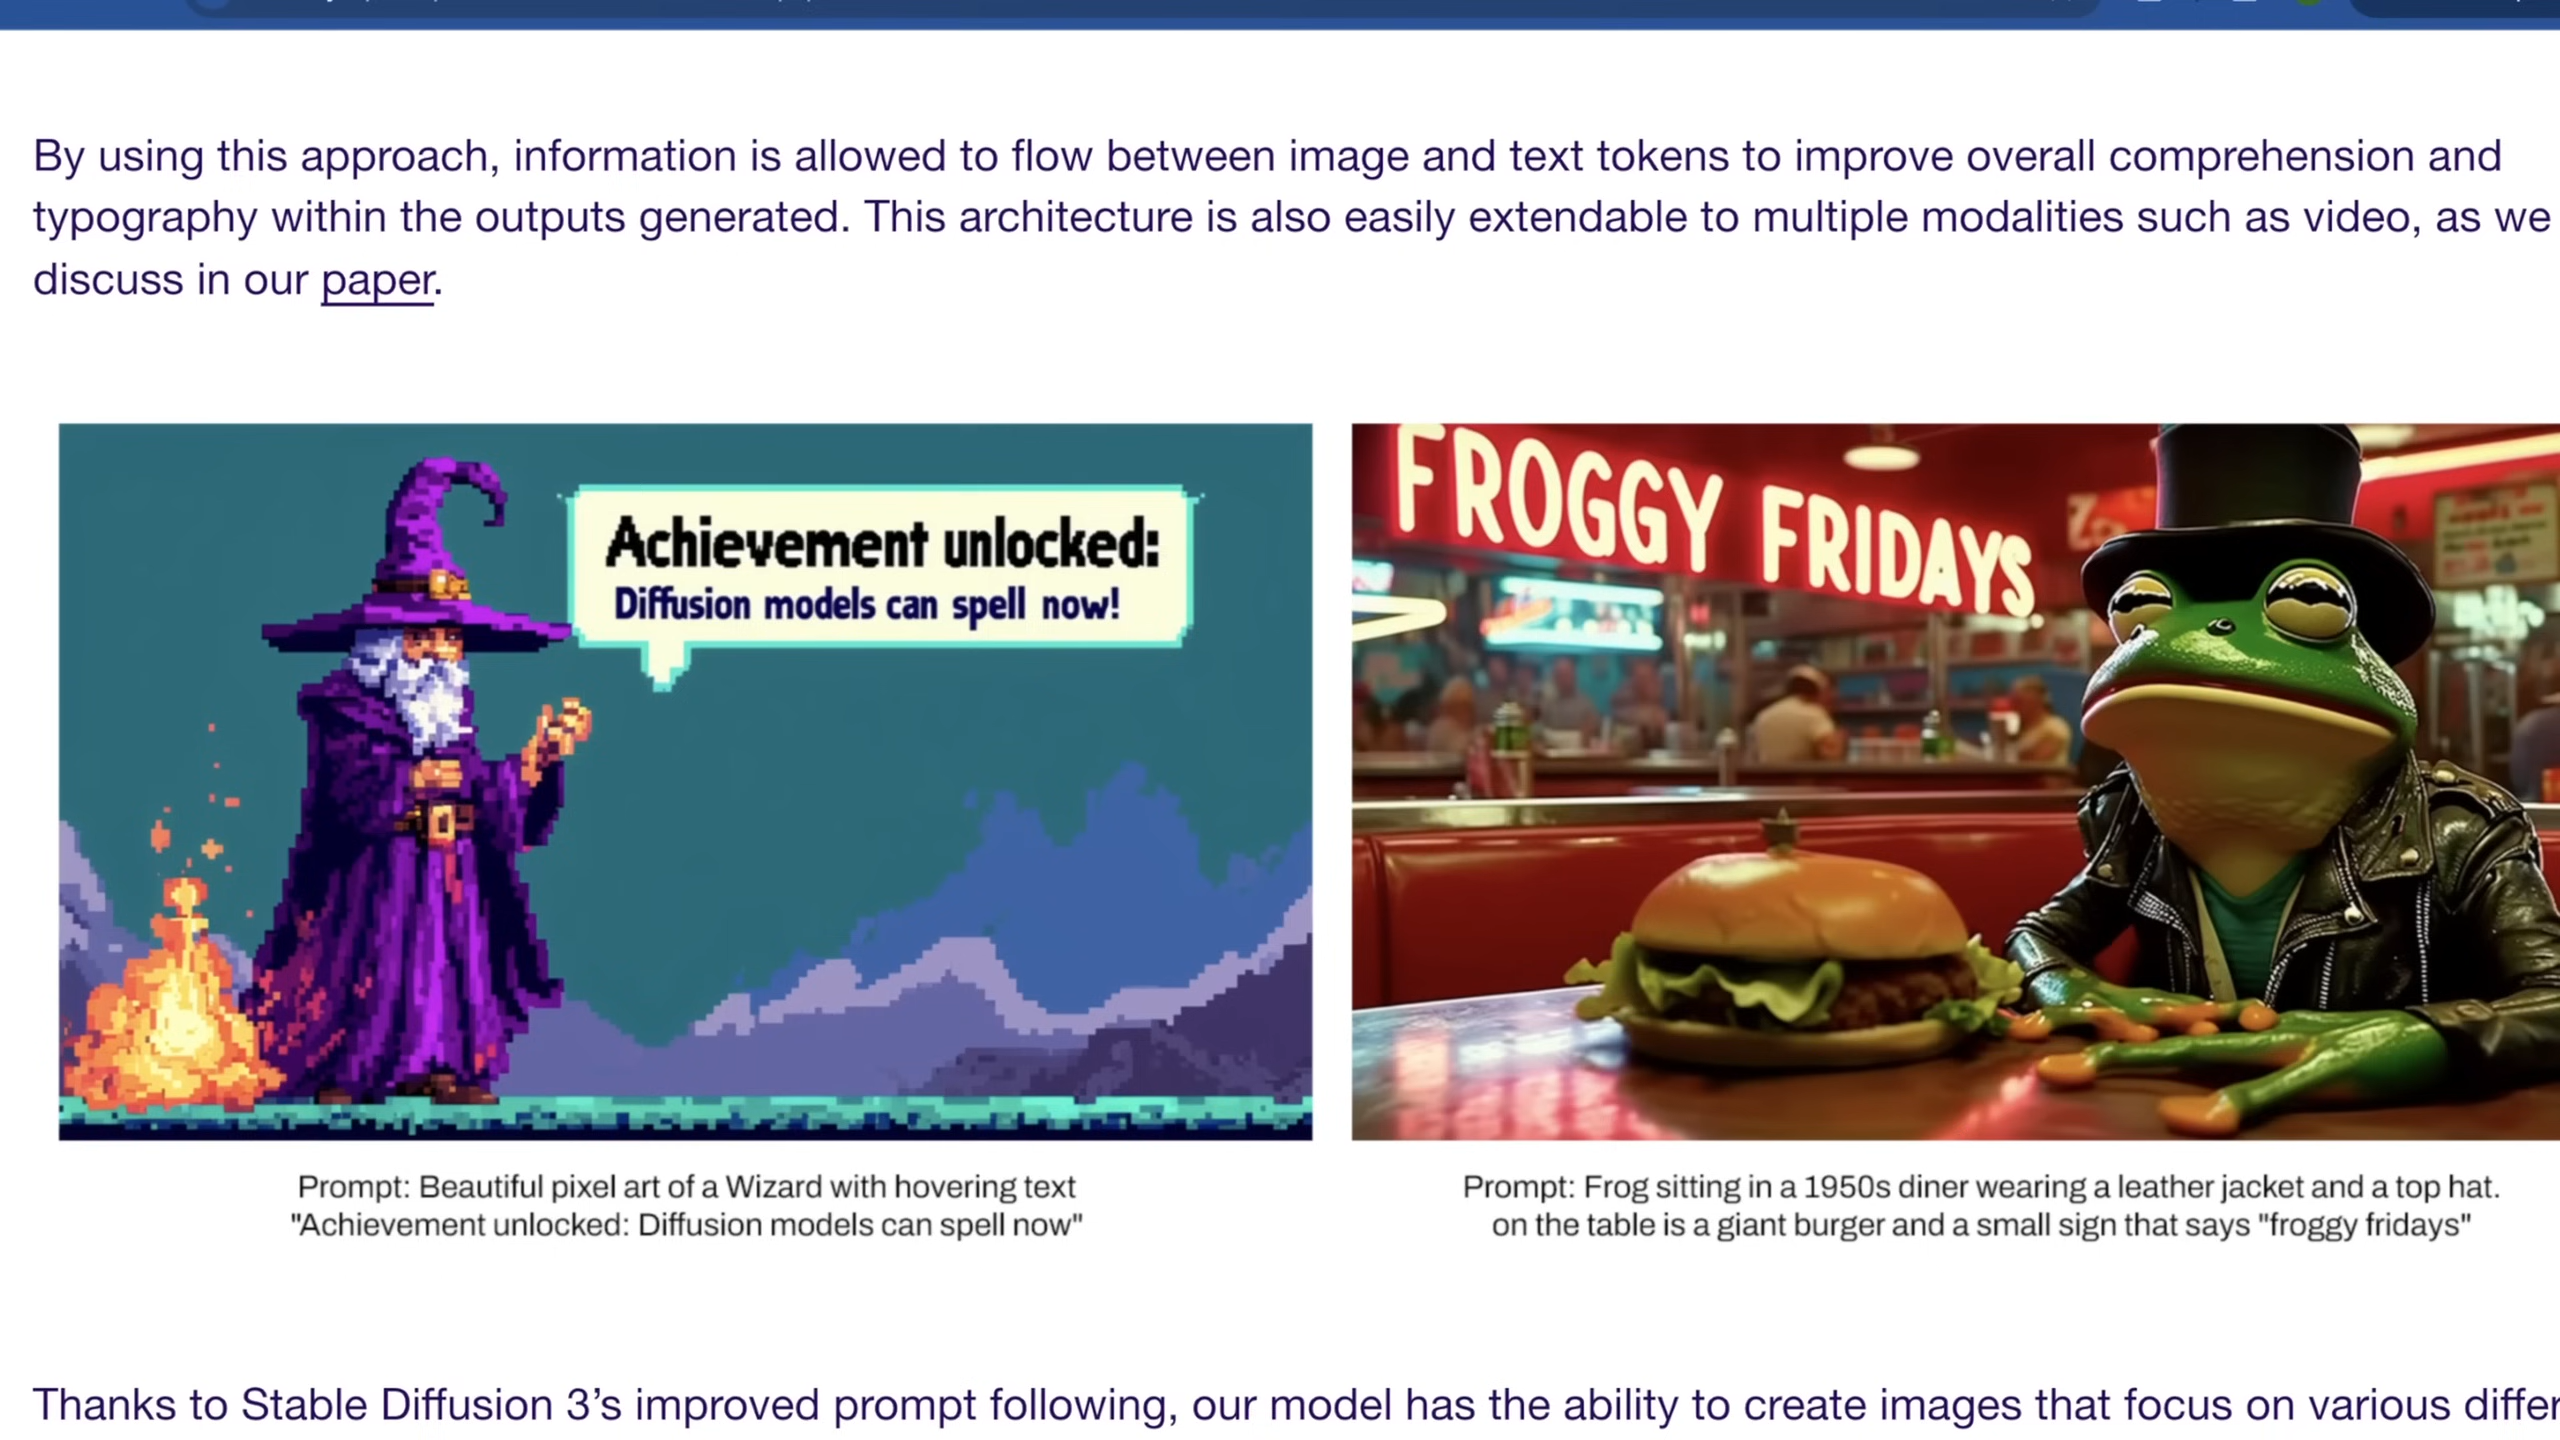 By using this approach, information is allowed to flow between image and text tokens to improve overall comprehension and
typography within the outputs generated. This architecture is also easily extendable to multiple modalities such as video, as we
discuss in our paper.
Achievement unlocked:
Diffusion models can spell now!
FROGGY FRIDAYS
Prompt: Beautiful pixel art of a Wizard with hovering text
"Achievement unlocked: Diffusion models can spell now"
Prompt: Frog sitting in a 1950s diner wearing a leather jacket and a top hat.
on the table is a giant burger and a small sign that says "froggy fridays"
Thanks to Stable Diffusion 3’s improved prompt following, our model has the ability to create images that focus on various differ